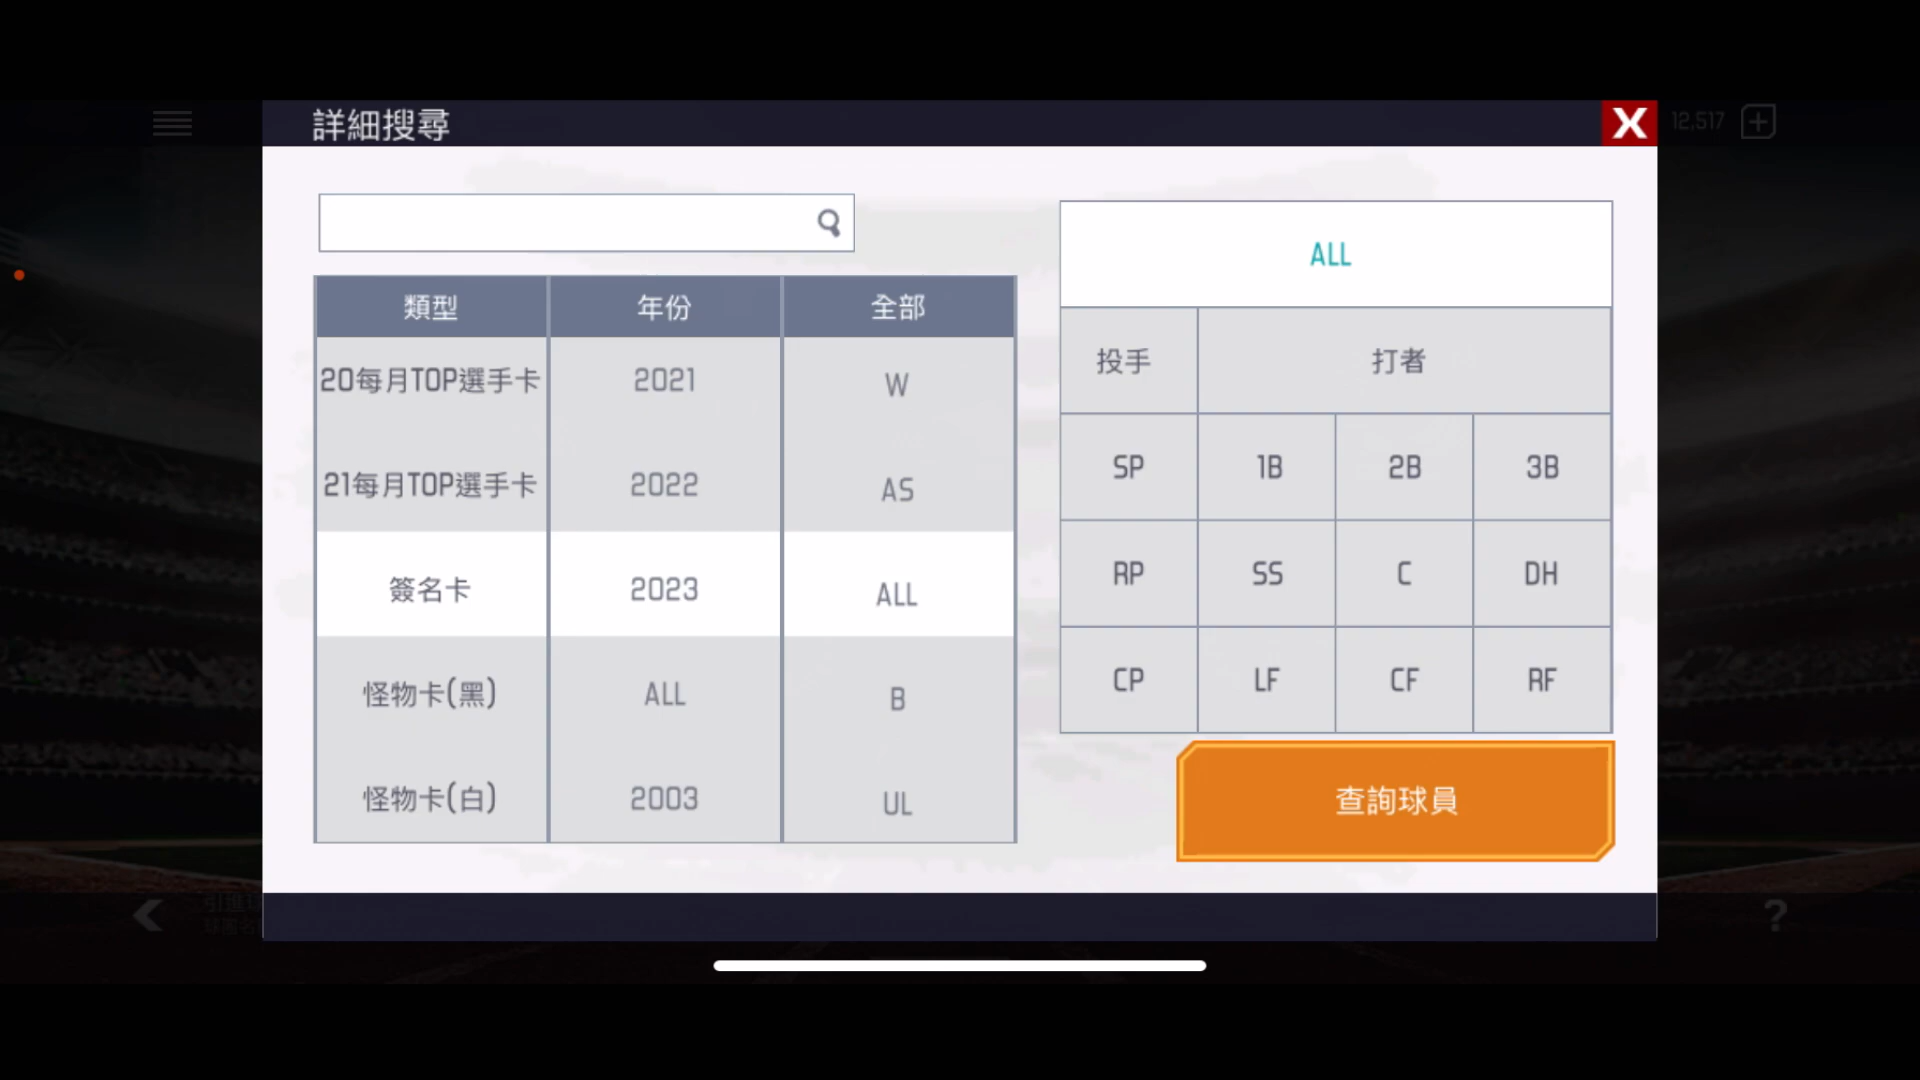 詳細搜尋
X
12,517
類型 年份 全部
20每月TOP選手卡 2021 W
21每月TOP選手卡 2022 AS
簽名卡 2023 ALL
怪物卡(黑) ALL B
怪物卡(白) 2003 UL
ALL
投手 打者
SP 1B 2B 3B
RP SS C DH
CP LF CF RF
查詢球員
?